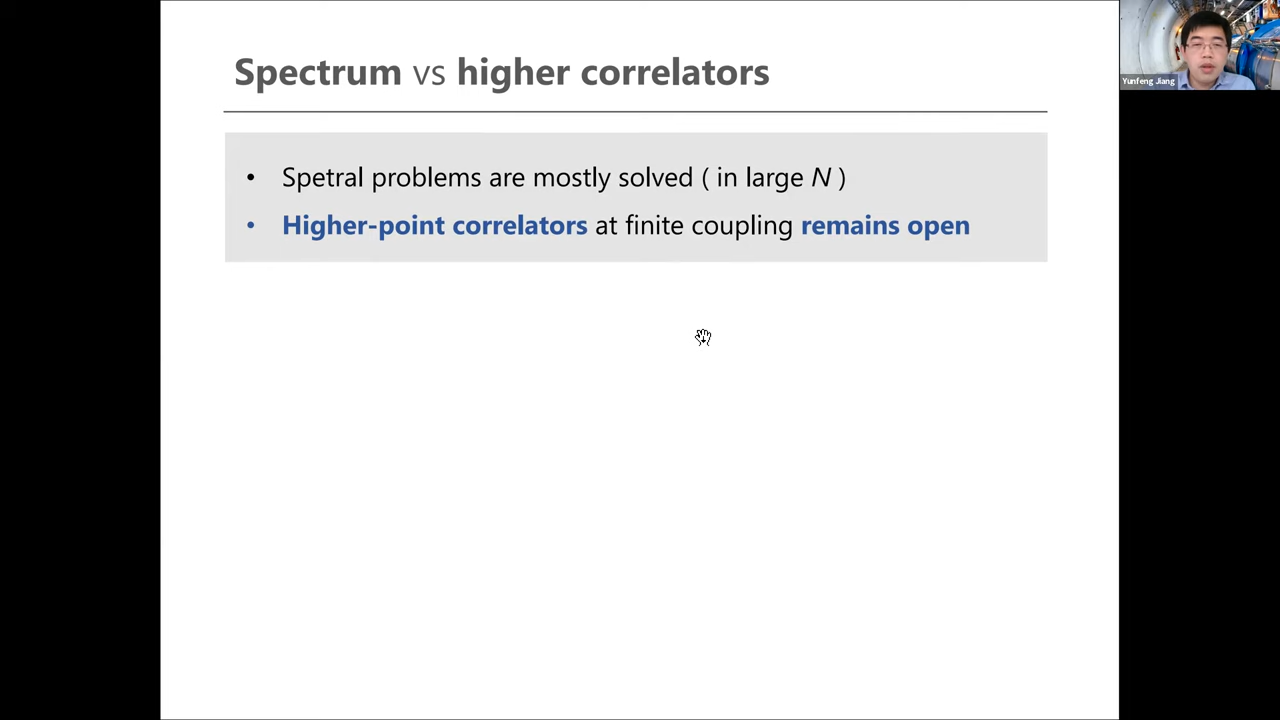 Spectrum vs higher correlators
Yunfeng Jiang
• Spetral problems are mostly solved ( in large N )
• Higher-point correlators at finite coupling remains open